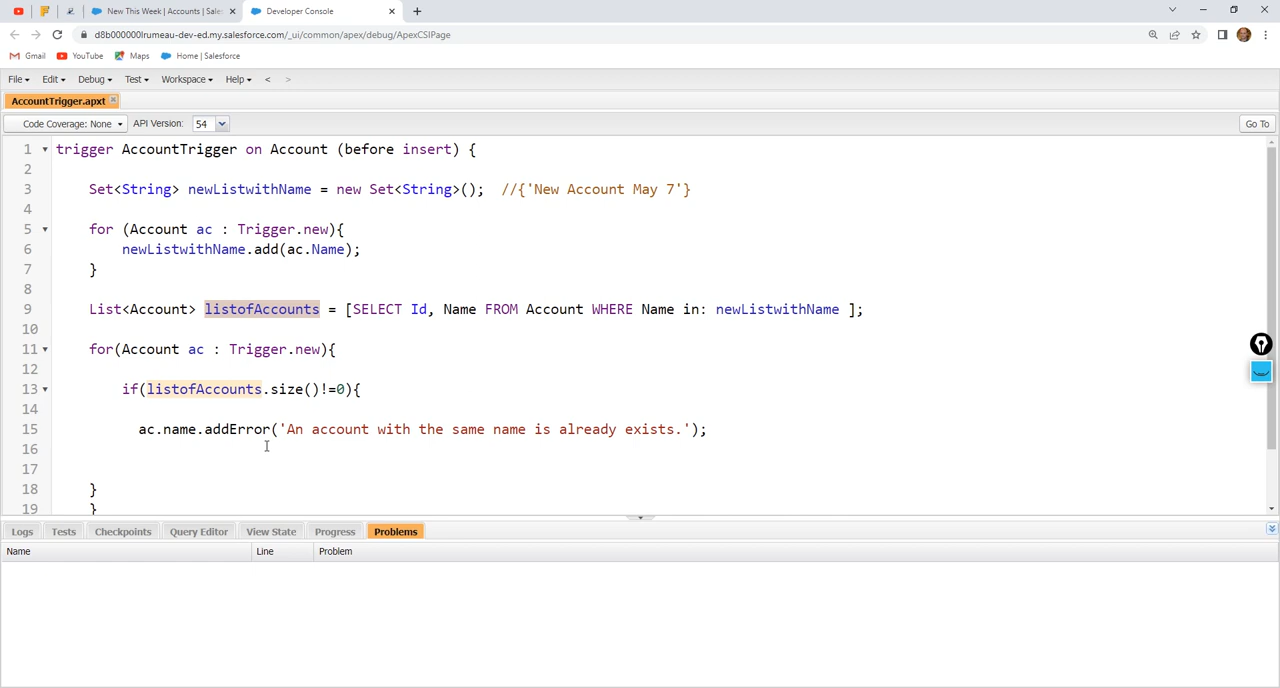 New This Week | Accounts | Sales
Developer Console
d8b000000lrumeau-dev-ed.my.salesforce.com/_ui/common/apex/debug/ApexCSIPage
Gmail YouTube Maps Home | Salesforce
File Edit Debug Test Workspace Help < >
AccountTrigger.apxt
Code Coverage: None API Version: 54 Go To
1 trigger AccountTrigger on Account (before insert) {
2
3 Set<String> newListwithName = new Set<String>(); //{'New Account May 7'}
4
5 for (Account ac : Trigger.new){
6 newListwithName.add(ac.Name);
7 }
8
9 List<Account> listofAccounts = [SELECT Id, Name FROM Account WHERE Name in: newListwithName ];
10
11 for(Account ac : Trigger.new){
12
13 if(listofAccounts.size()!=0){
14
15 ac.name.addError('An account with the same name is already exists.');
16
17
18 }
19 }
Logs Tests Checkpoints Query Editor View State Progress Problems
Name Line Problem